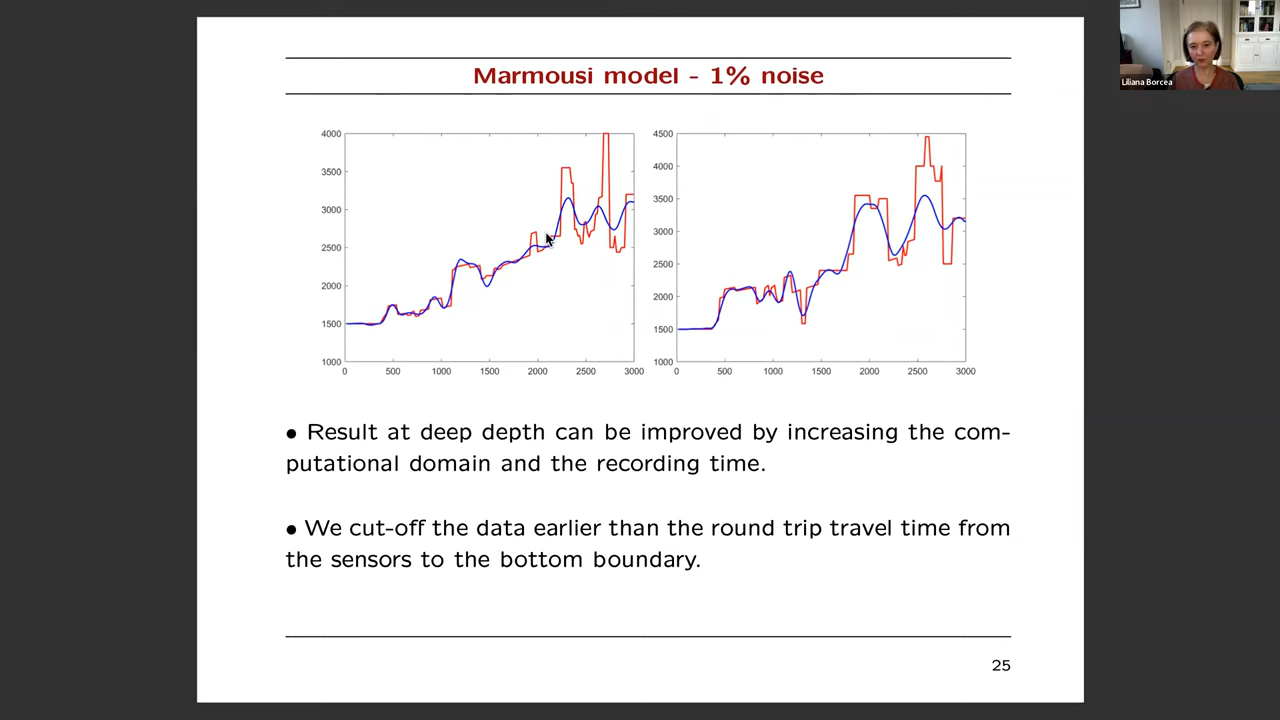 Marmousi model - 1% noise
Liliana Borcea
4000
3500
3000
2500
2000
1500
1000
0 500 1000 1500 2000 2500 3000
4500
4000
3500
3000
2500
2000
1500
1000
0 500 1000 1500 2000 2500 3000
• Result at deep depth can be improved by increasing the com-
putational domain and the recording time.
• We cut-off the data earlier than the round trip travel time from
the sensors to the bottom boundary.
25